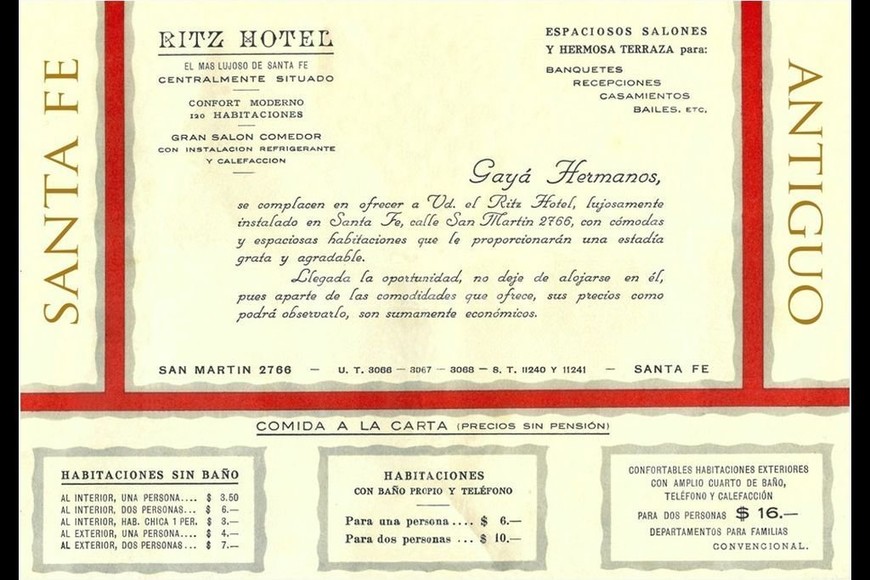 SANTA FE
RITZ HOTEL
EL MAS LUJOSO DE SANTA FE
CENTRALMENTE SITUADO
CONFORT MODERNO
120 HABITACIONES
GRAN SALON COMEDOR
CON INSTALACION REFRIGERANTE
Y CALEFACCION
ESPACIOSOS SALONES
Y HERMOSA TERRAZA para:
BANQUETES
RECEPCIONES
CASAMIENTOS
BAILES. ETC.
ANTIGUO
Gayá Hermanos,
se complacen en ofrecer a Vd. el Ritz Hotel, lujosamente
instalado en Santa Fe, calle San Martin 2766, con cómodas
y espaciosas habitaciones que le proporcionarán una estadía
grata y agradable.
Llegada la oportunidad, no deje de alojarse en él,
pues aparte de las comodidades que ofrece, sus precios como
podrá observarlo, son sumamente económicos.
SAN MARTIN 2766 — U. T. 3066 — 3067 — 3068 — S. T. 11240 Y 11241 — SANTA FE
COMIDA A LA CARTA (PRECIOS SIN PENSIÓN)
HABITACIONES SIN BAÑO
AL INTERIOR, UNA PERSONA.... $ 3.50
AL INTERIOR, DOS PERSONAS... $ 6.—
AL INTERIOR, HAB. CHICA 1 PER. $ 3.—
AL EXTERIOR, UNA PERSONA.... $ 4.—
AL EXTERIOR, DOS PERSONAS... $ 7.—
HABITACIONES
CON BAÑO PROPIO Y TELÉFONO
Para una persona .... $ 6.—
Para dos personas ... $ 10.—
CONFORTABLES HABITACIONES EXTERIORES
CON AMPLIO CUARTO DE BAÑO,
TELÉFONO Y CALEFACCIÓN
PARA DOS PERSONAS $ 16.—
DEPARTAMENTOS PARA FAMILIAS
CONVENCIONAL.